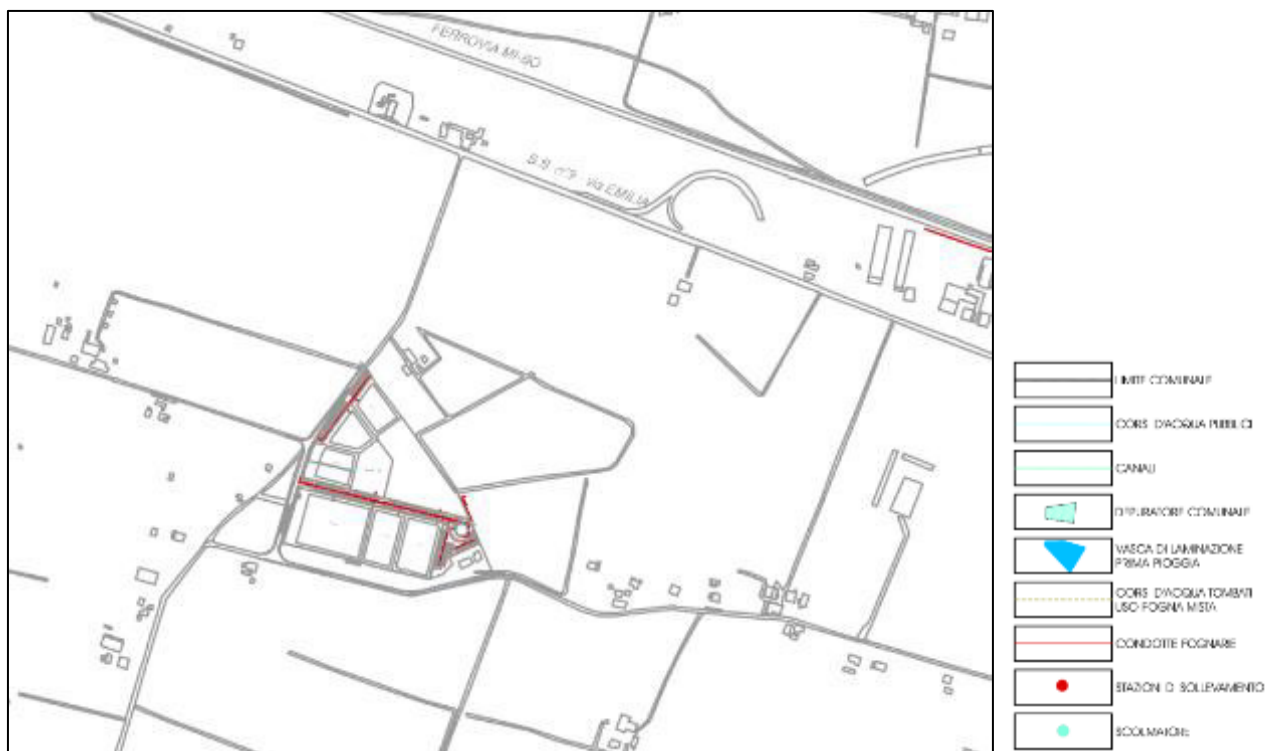 FERROVIA MI-BO
S.S. n°9 - via EMILIA
LIMITE COMUNALE
CORSI D'ACQUA PUBBLICI
CANALI
DEPURATORE COMUNALE
VASCA DI LAMINAZIONE
PRIMA PIOGGIA
CORSI D'ACQUA TOMBATI
USO FOGNA MISTA
CONDOTTE FOGNARIE
STAZIONI DI SOLLEVAMENTO
SCOLMATORE